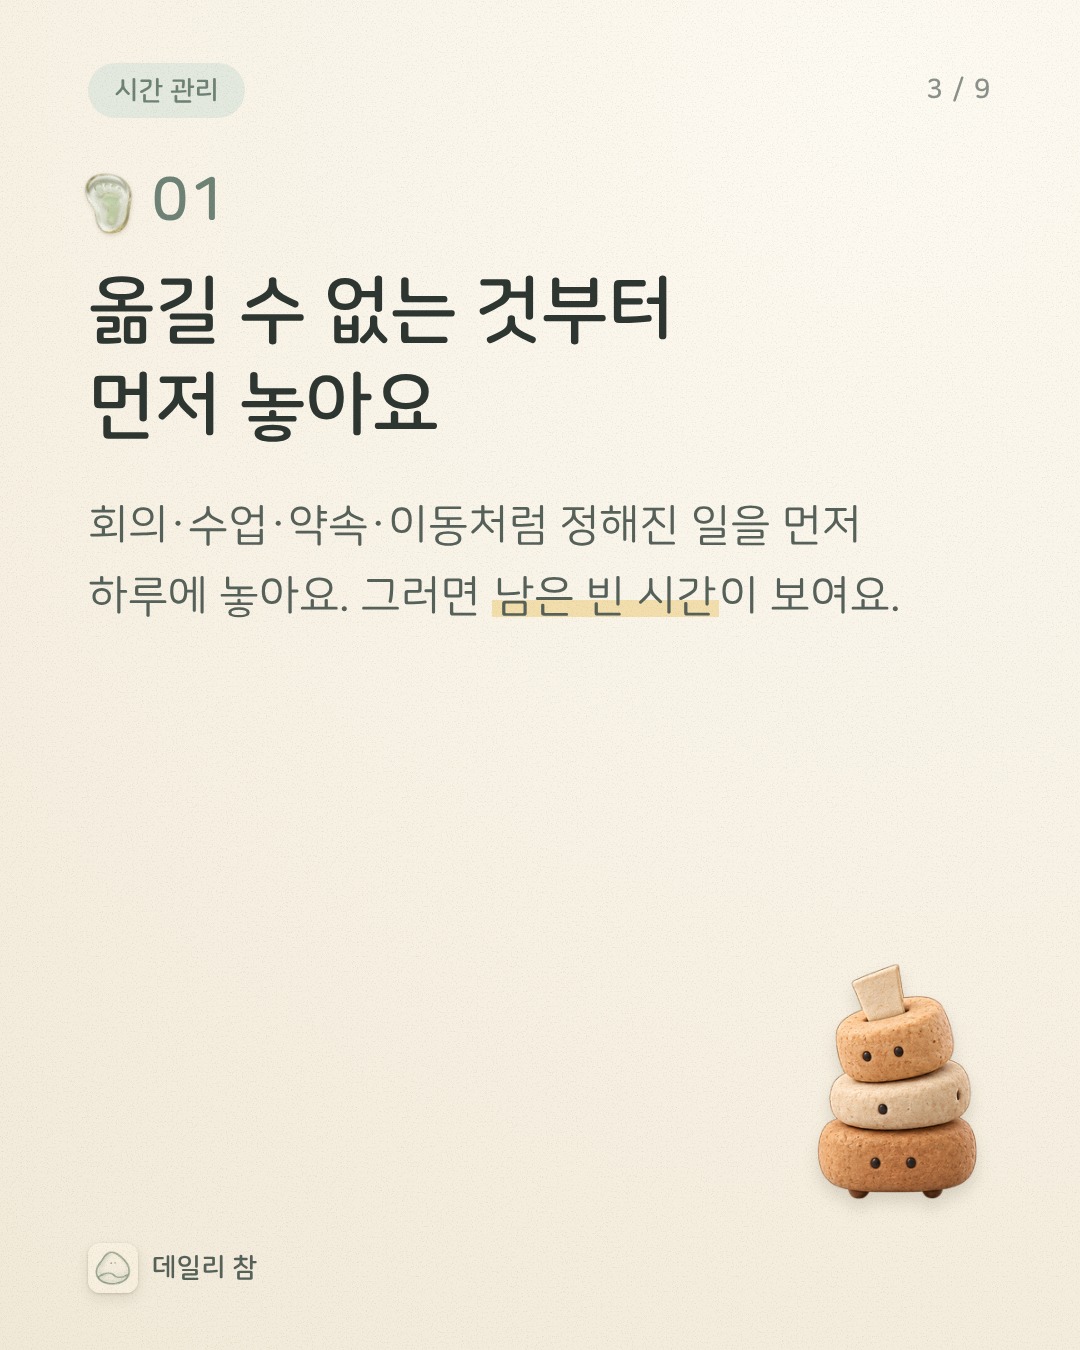 시간 관리
3 / 9
01
옮길 수 없는 것부터
먼저 놓아요
회의·수업·약속·이동처럼 정해진 일을 먼저
하루에 놓아요. 그러면 남은 빈 시간이 보여요.
데일리 참